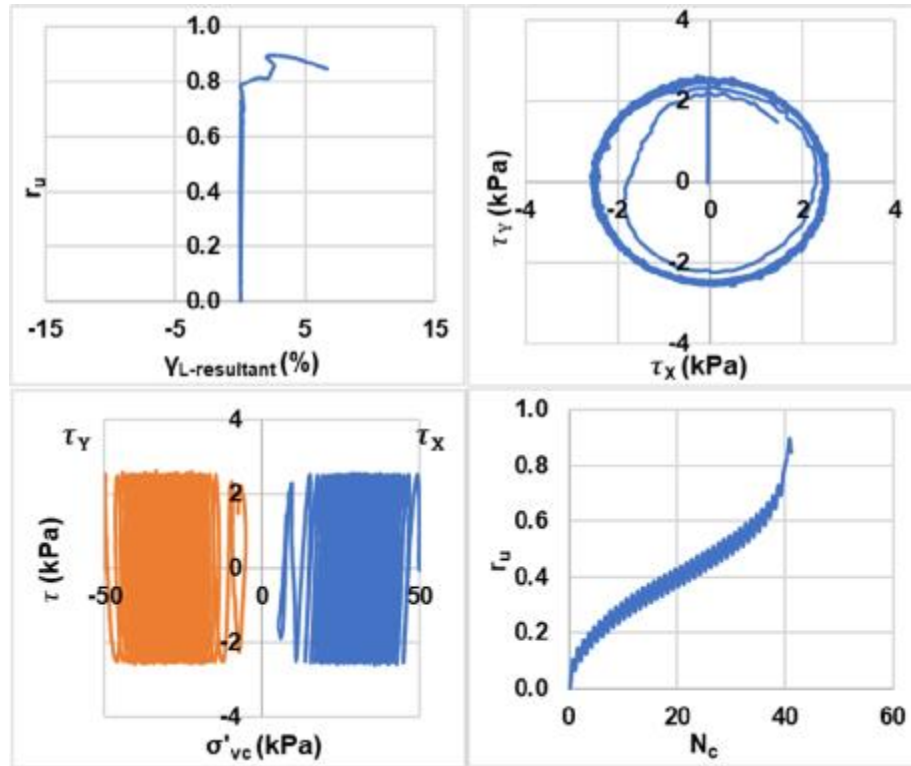 1.0
0.8
0.6
0.4
0.2
0.0
r_u
-15 -5 5 15
γ_L-resultant (%)
4
2
0
-2
-4
τ_Y (kPa)
-4 -2 0 2 4
τ_X (kPa)
τ_Y τ_X
4
2
0
-2
-4
τ (kPa)
-50 0 50
σ'_vc (kPa)
1.0
0.8
0.6
0.4
0.2
0.0
r_u
0 20 40 60
N_c